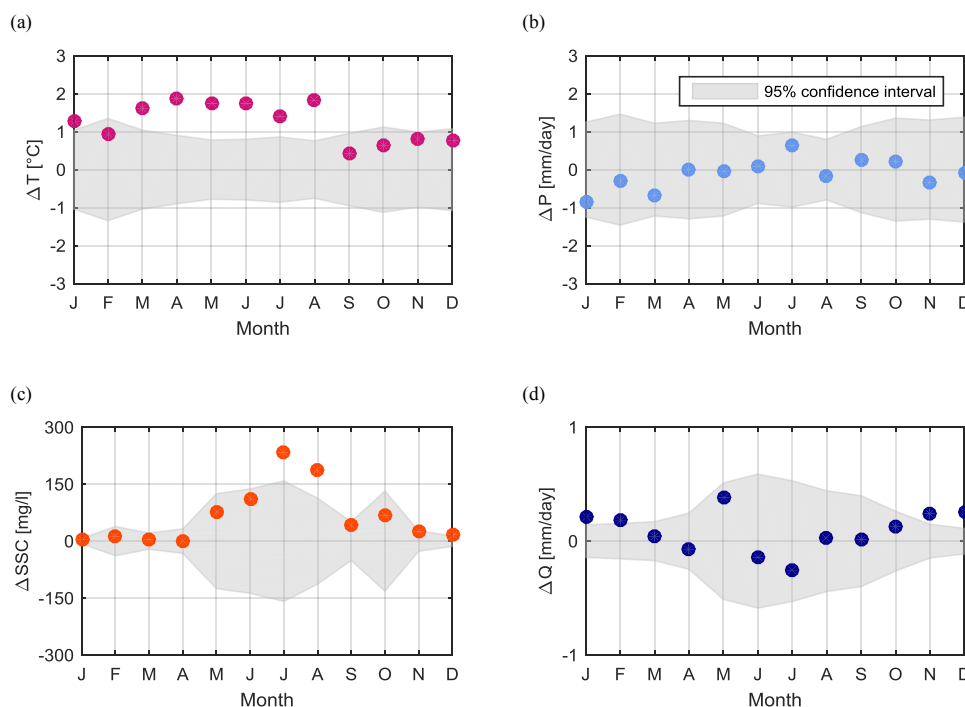 (a)
3
2
1
0
-1
-2
-3
Δ T [°C]
J F M A M J J A S O N D
Month
(b)
95% confidence interval
3
2
1
0
-1
-2
-3
ΔP [mm/day]
J F M A M J J A S O N D
Month
(c)
300
150
0
-150
-300
ΔSSC [mg/l]
J F M A M J J A S O N D
Month
(d)
1
0
-1
ΔQ [mm/day]
J F M A M J J A S O N D
Month